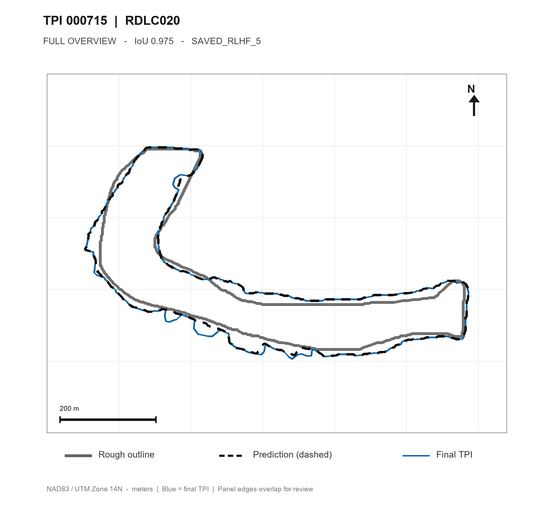 TPI 000715 | RDLC020
FULL OVERVIEW - IoU 0.975 - SAVED_RLHF_5
N
200 m
Rough outline Prediction (dashed) Final TPI
NAD83 / UTM Zone 14N - meters | Blue = final TPI | Panel edges overlap for review